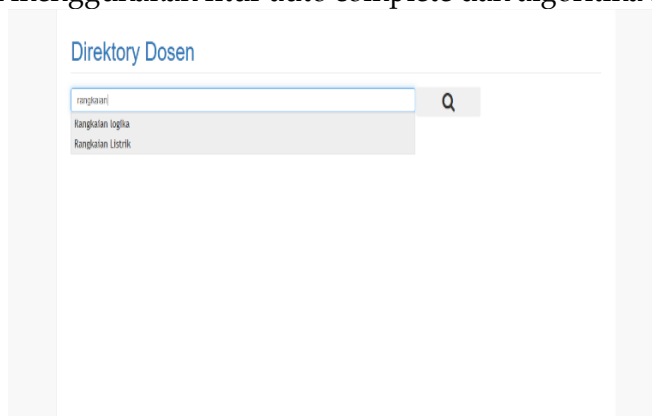 menggunakan fitur auto complete dan algoritma
Direktory Dosen
rangkaian
Rangkaian logika
Rangkaian Listrik